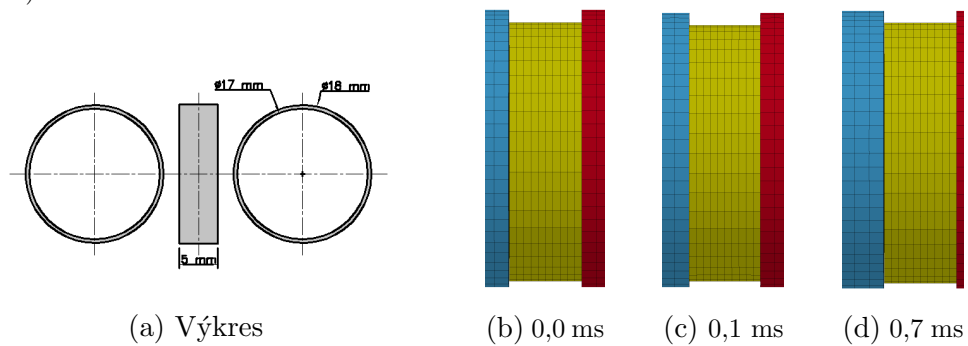 ø17 mm
ø18 mm
5 mm
(a) Výkres
(b) 0,0 ms
(c) 0,1 ms
(d) 0,7 ms